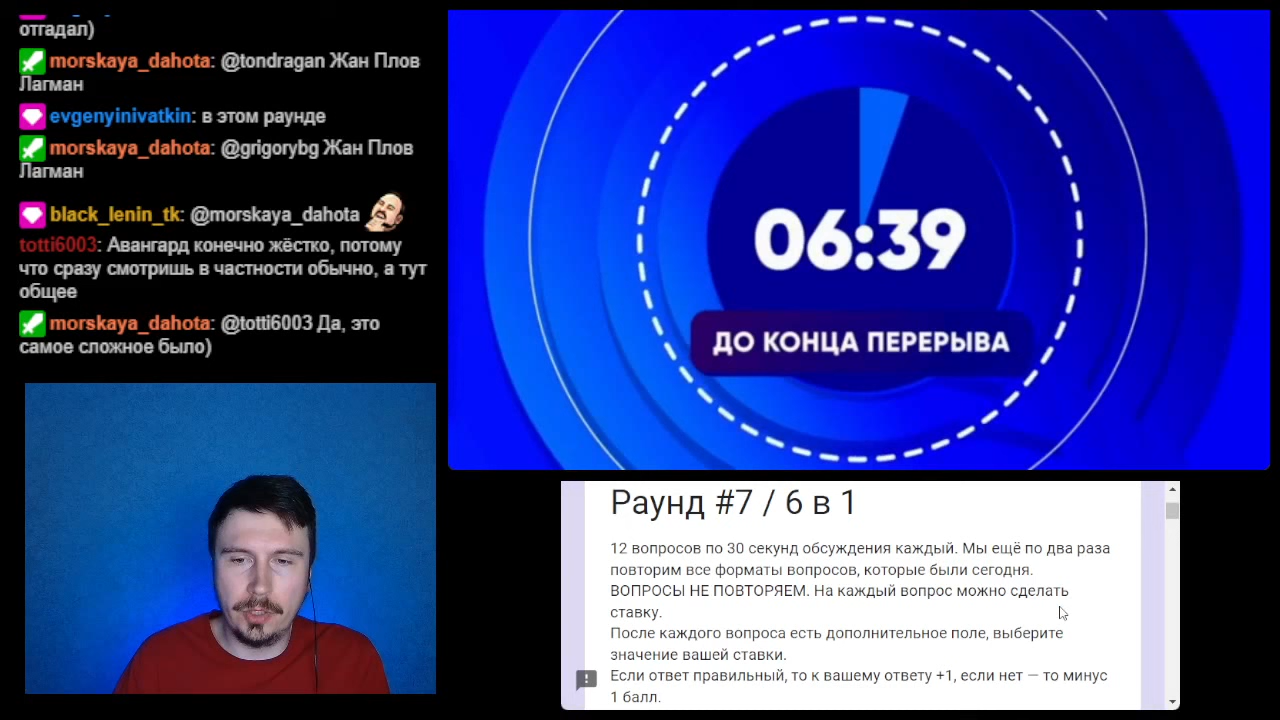 отгадал)
morskaya_dahota: @tondragan Жан Плов
Лагман
evgenyinivatkin: в этом раунде
morskaya_dahota: @grigorybg Жан Плов
Лагман
black_lenin_tk: @morskaya_dahota
totti6003: Авангард конечно жёстко, потому
что сразу смотришь в частности обычно, а тут
общее
morskaya_dahota: @totti6003 Да, это
самое сложное было)
06:39
ДО КОНЦА ПЕРЕРЫВА
Раунд #7 / 6 в 1
12 вопросов по 30 секунд обсуждения каждый. Мы ещё по два раза
повторим все форматы вопросов, которые были сегодня.
ВОПРОСЫ НЕ ПОВТОРЯЕМ. На каждый вопрос можно сделать
ставку.
После каждого вопроса есть дополнительное поле, выберите
значение вашей ставки.
Если ответ правильный, то к вашему ответу +1, если нет — то минус
1 балл.